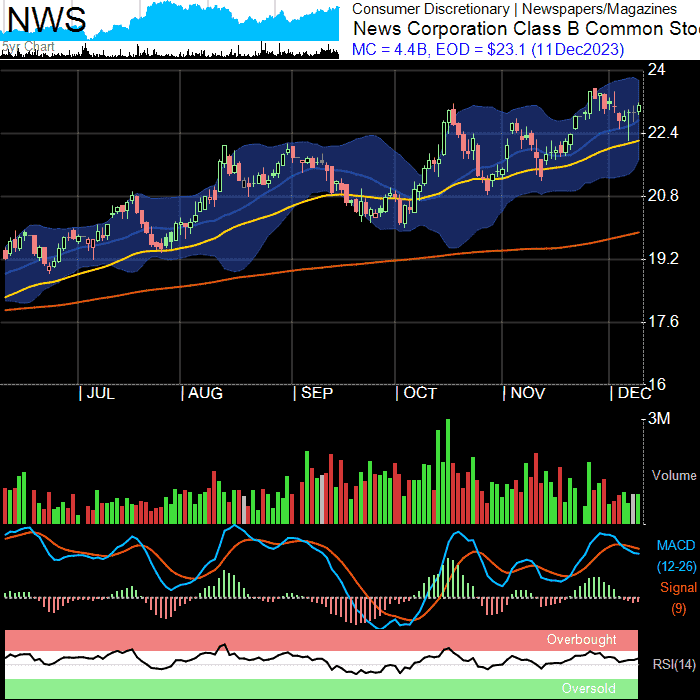 NWS
5yr Chart
Consumer Discretionary | Newspapers/Magazines
News Corporation Class B Common Sto
MC = 4.4B, EOD = $23.1 (11Dec2023)
24
22.4
20.8
19.2
17.6
16
| JUL | AUG | SEP | OCT | NOV | DEC
3M
Volume
MACD
(12-26)
Signal
(9)
Overbought
RSI(14)
Oversold